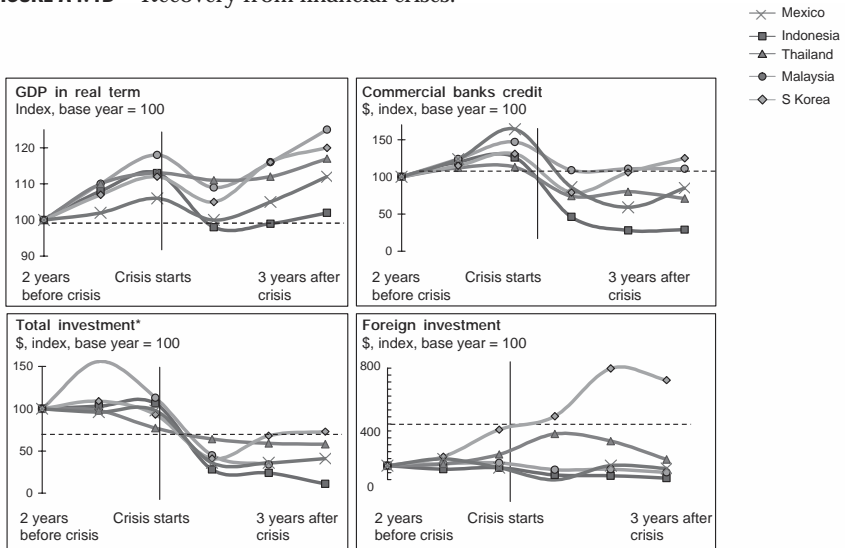 Recovery from financial crises.
Mexico
Indonesia
Thailand
Malaysia
S Korea
GDP in real term
Index, base year = 100
120
110
100
90
2 years
before crisis
Crisis starts
3 years after
crisis
Commercial banks credit
$, index, base year = 100
150
100
50
0
2 years
before crisis
Crisis starts
3 years after
crisis
Total investment*
$, index, base year = 100
150
100
50
0
2 years
before crisis
Crisis starts
3 years after
crisis
Foreign investment
$, index, base year = 100
800
400
0
2 years
before crisis
Crisis starts
3 years after
crisis